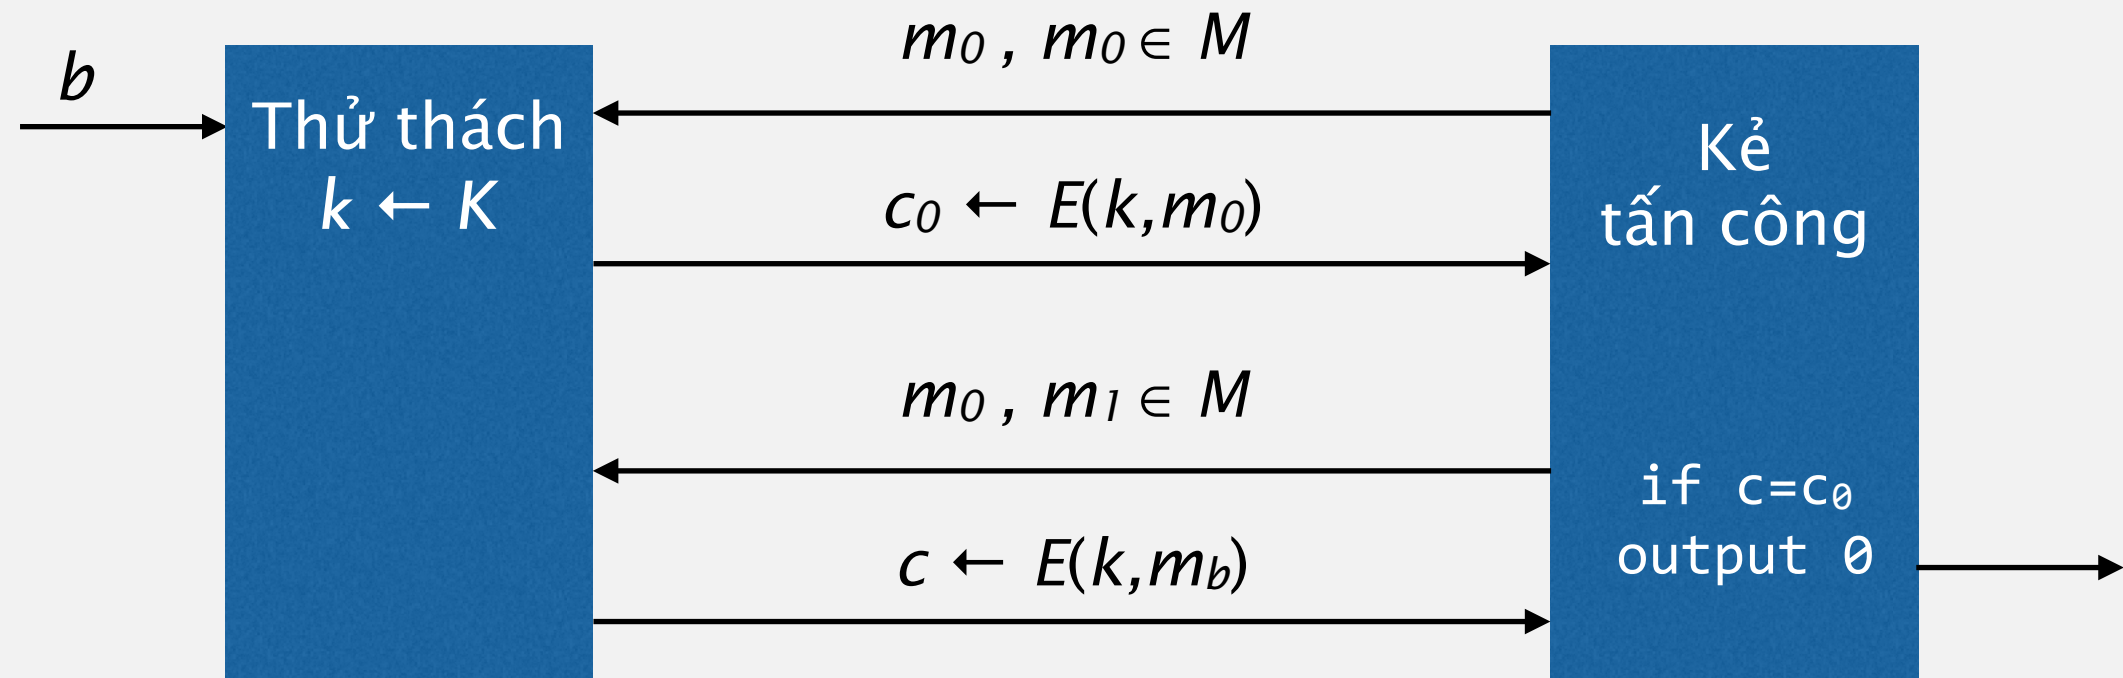 b
Thử thách
k ← K
m₀ , m₀ ∈ M
c₀ ← E(k,m₀)
m₀ , m₁ ∈ M
c ← E(k,m_b)
Kẻ
tấn công
if c=c₀
output 0